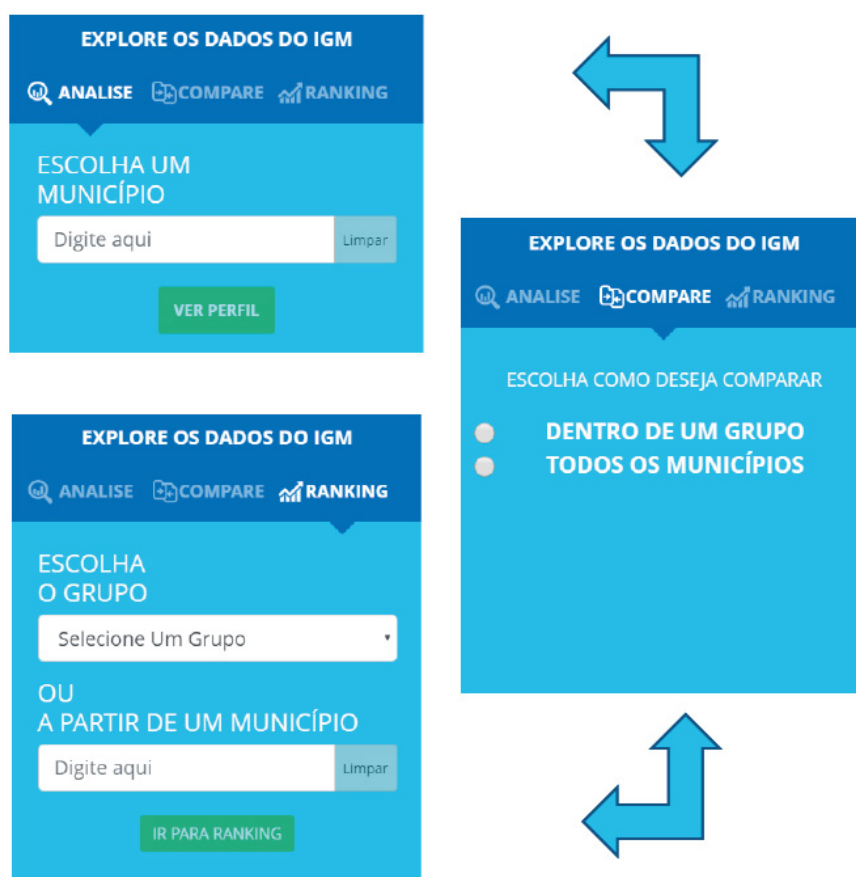 EXPLORE OS DADOS DO IGM
ANALISE COMPARE RANKING
ESCOLHA UM
MUNICÍPIO
Digite aqui Limpar
VER PERFIL
EXPLORE OS DADOS DO IGM
ANALISE COMPARE RANKING
ESCOLHA COMO DESEJA COMPARAR
DENTRO DE UM GRUPO
TODOS OS MUNICÍPIOS
EXPLORE OS DADOS DO IGM
ANALISE COMPARE RANKING
ESCOLHA
O GRUPO
Selecione Um Grupo
OU
A PARTIR DE UM MUNICÍPIO
Digite aqui Limpar
IR PARA RANKING